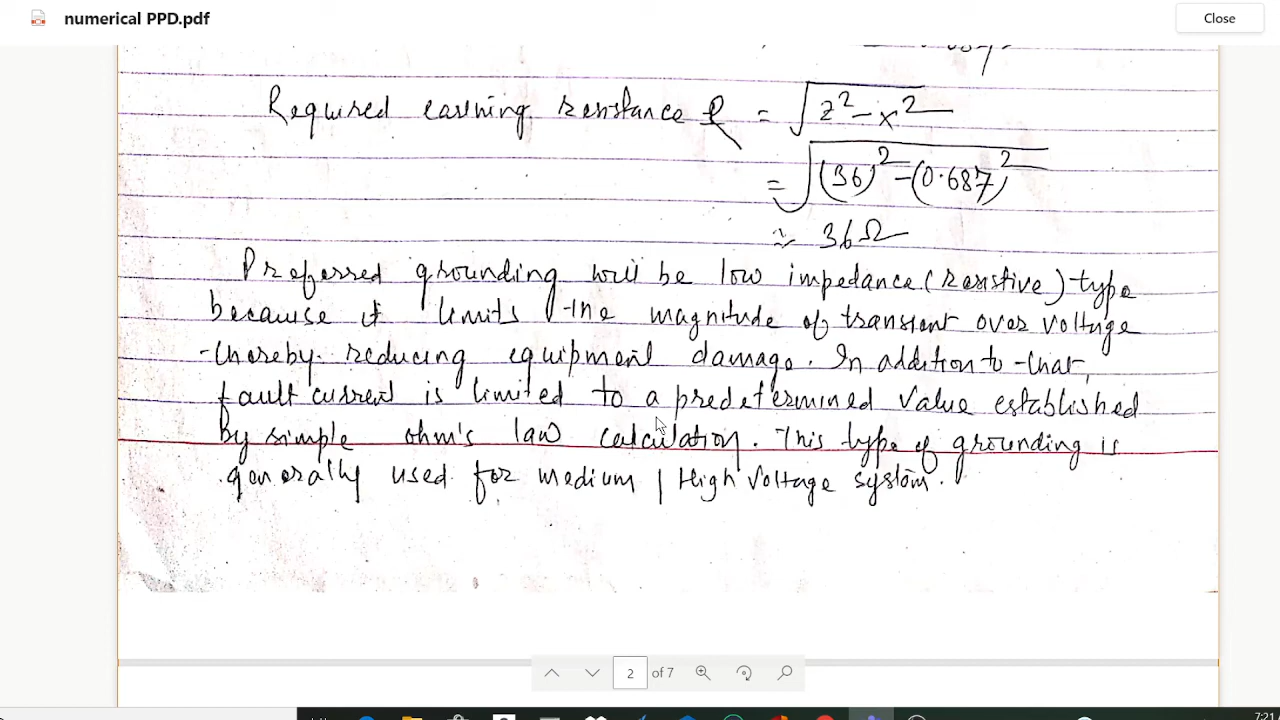 numerical PPD.pdf
Close
Required earthing resistance R = √z² - x²
= √(36)² - (0.687)²
≈ 36Ω
Preferred grounding will be low impedance (resistive) type
because it limits the magnitude of transient over voltage
thereby reducing equipment damage. In addition to that,
fault current is limited to a predetermined value established
by simple ohm's law calculation. This type of grounding is
generally used for medium / High voltage system.
2 of 7
7:21